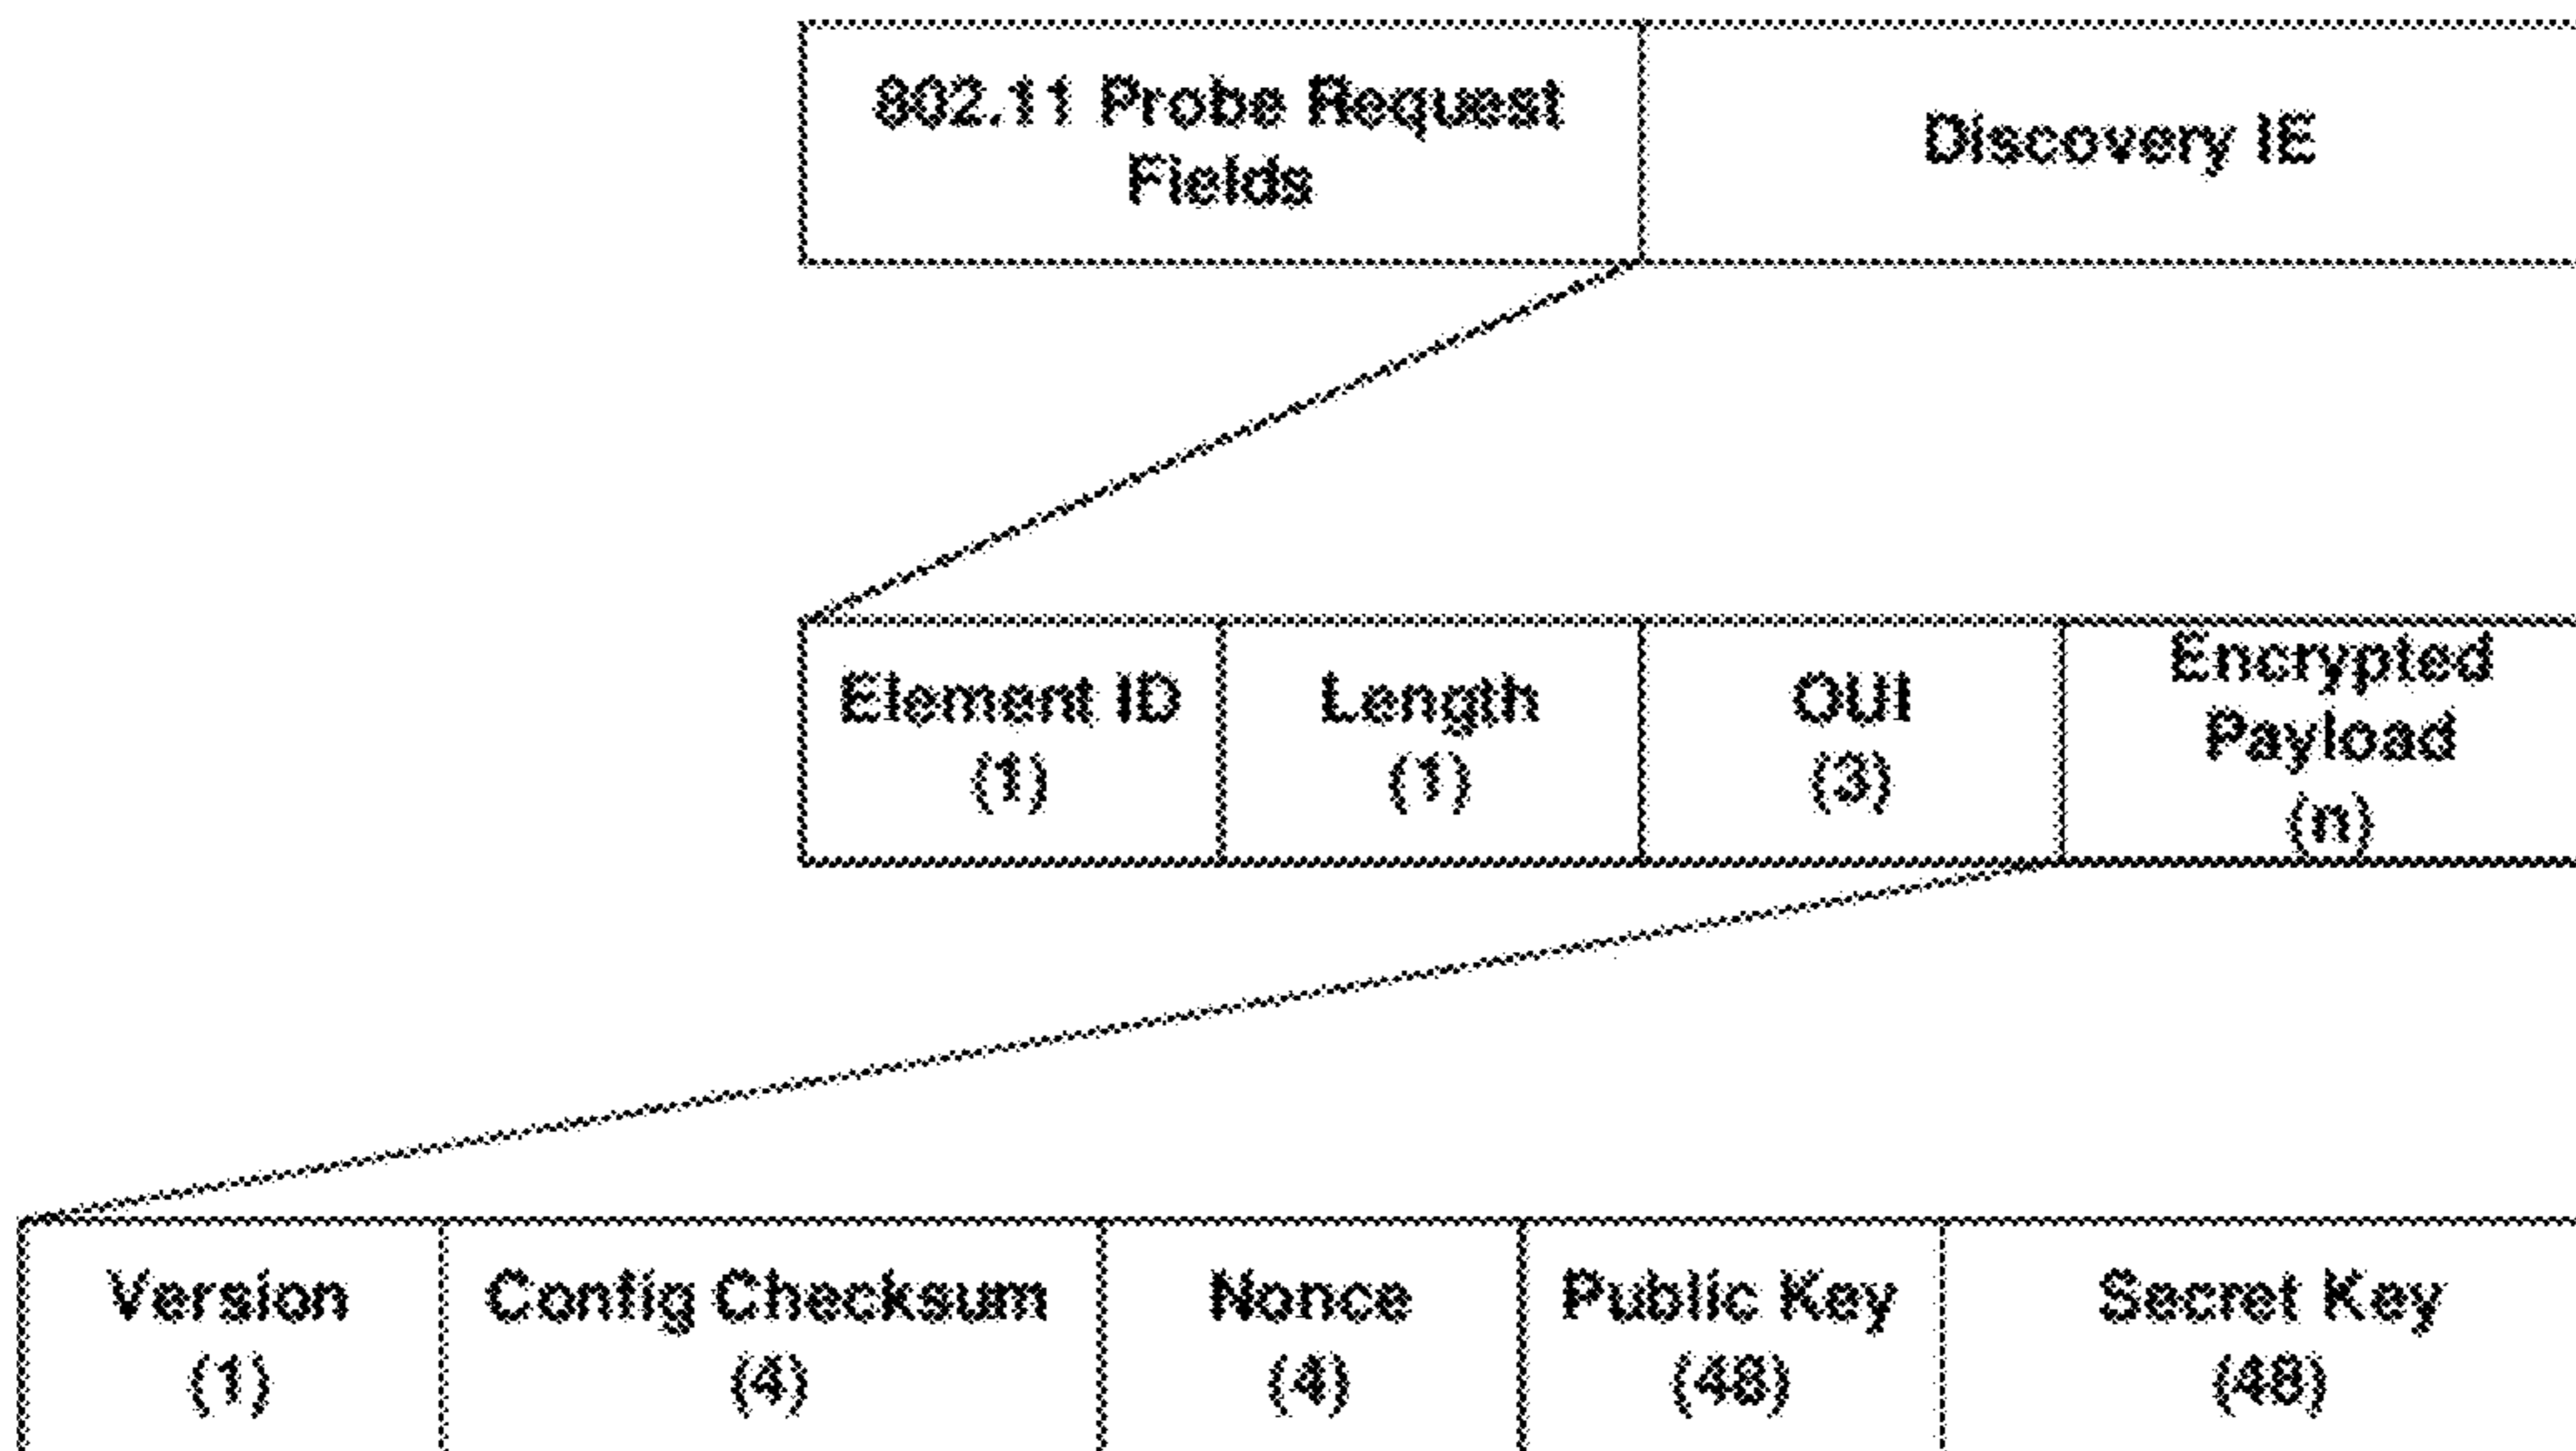 802.11 Probe Request
Fields
Discovery IE
Element ID
(1)
Length
(1)
OUI
(3)
Encrypted
Payload
(n)
Version
(1)
Config Checksum
(4)
Nonce
(4)
Public Key
(48)
Secret Key
(48)